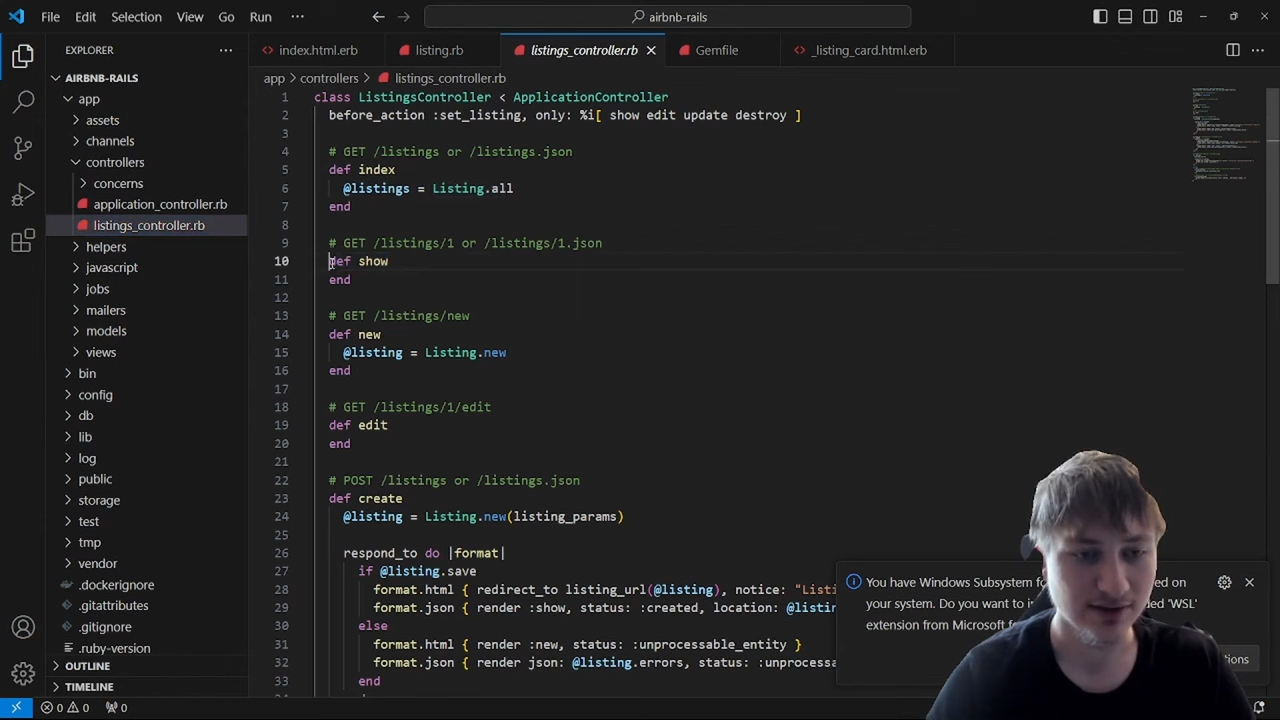 File Edit Selection View Go Run ··· airbnb-rails
EXPLORER ··· index.html.erb listing.rb listings_controller.rb Gemfile _listing_card.html.erb ···
AIRBNB-RAILS
app > controllers > listings_controller.rb
app
assets
channels
controllers
concerns
application_controller.rb
listings_controller.rb
helpers
javascript
jobs
mailers
models
views
bin
config
db
lib
log
public
storage
test
tmp
vendor
.dockerignore
.gitattributes
.gitignore
.ruby-version
OUTLINE
TIMELINE
1 class ListingsController < ApplicationController
2 before_action :set_listing, only: %i[ show edit update destroy ]
3
4 # GET /listings or /listings.json
5 def index
6 @listings = Listing.all
7 end
8
9 # GET /listings/1 or /listings/1.json
10 def show
11 end
12
13 # GET /listings/new
14 def new
15 @listing = Listing.new
16 end
17
18 # GET /listings/1/edit
19 def edit
20 end
21
22 # POST /listings or /listings.json
23 def create
24 @listing = Listing.new(listing_params)
25
26 respond_to do |format|
27 if @listing.save
28 format.html { redirect_to listing_url(@listing), notice: "Listi
29 format.json { render :show, status: :created, location: @listin
30 else
31 format.html { render :new, status: :unprocessable_entity }
32 format.json { render json: @listing.errors, status: :unprocessa
33 end
You have Windows Subsystem fo on
your system. Do you want to i d 'WSL'
extension from Microsoft f
tions
0 0 0